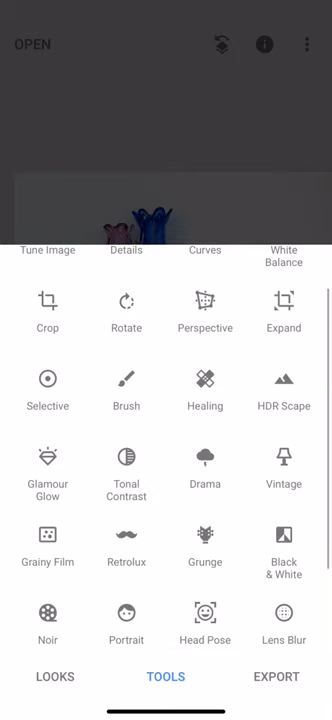 OPEN
Tune Image Details Curves White
Balance
Crop Rotate Perspective Expand
Selective Brush Healing HDR Scape
Glamour
Glow
Tonal
Contrast
Drama Vintage
Grainy Film Retrolux Grunge Black
& White
Noir Portrait Head Pose Lens Blur
LOOKS TOOLS EXPORT